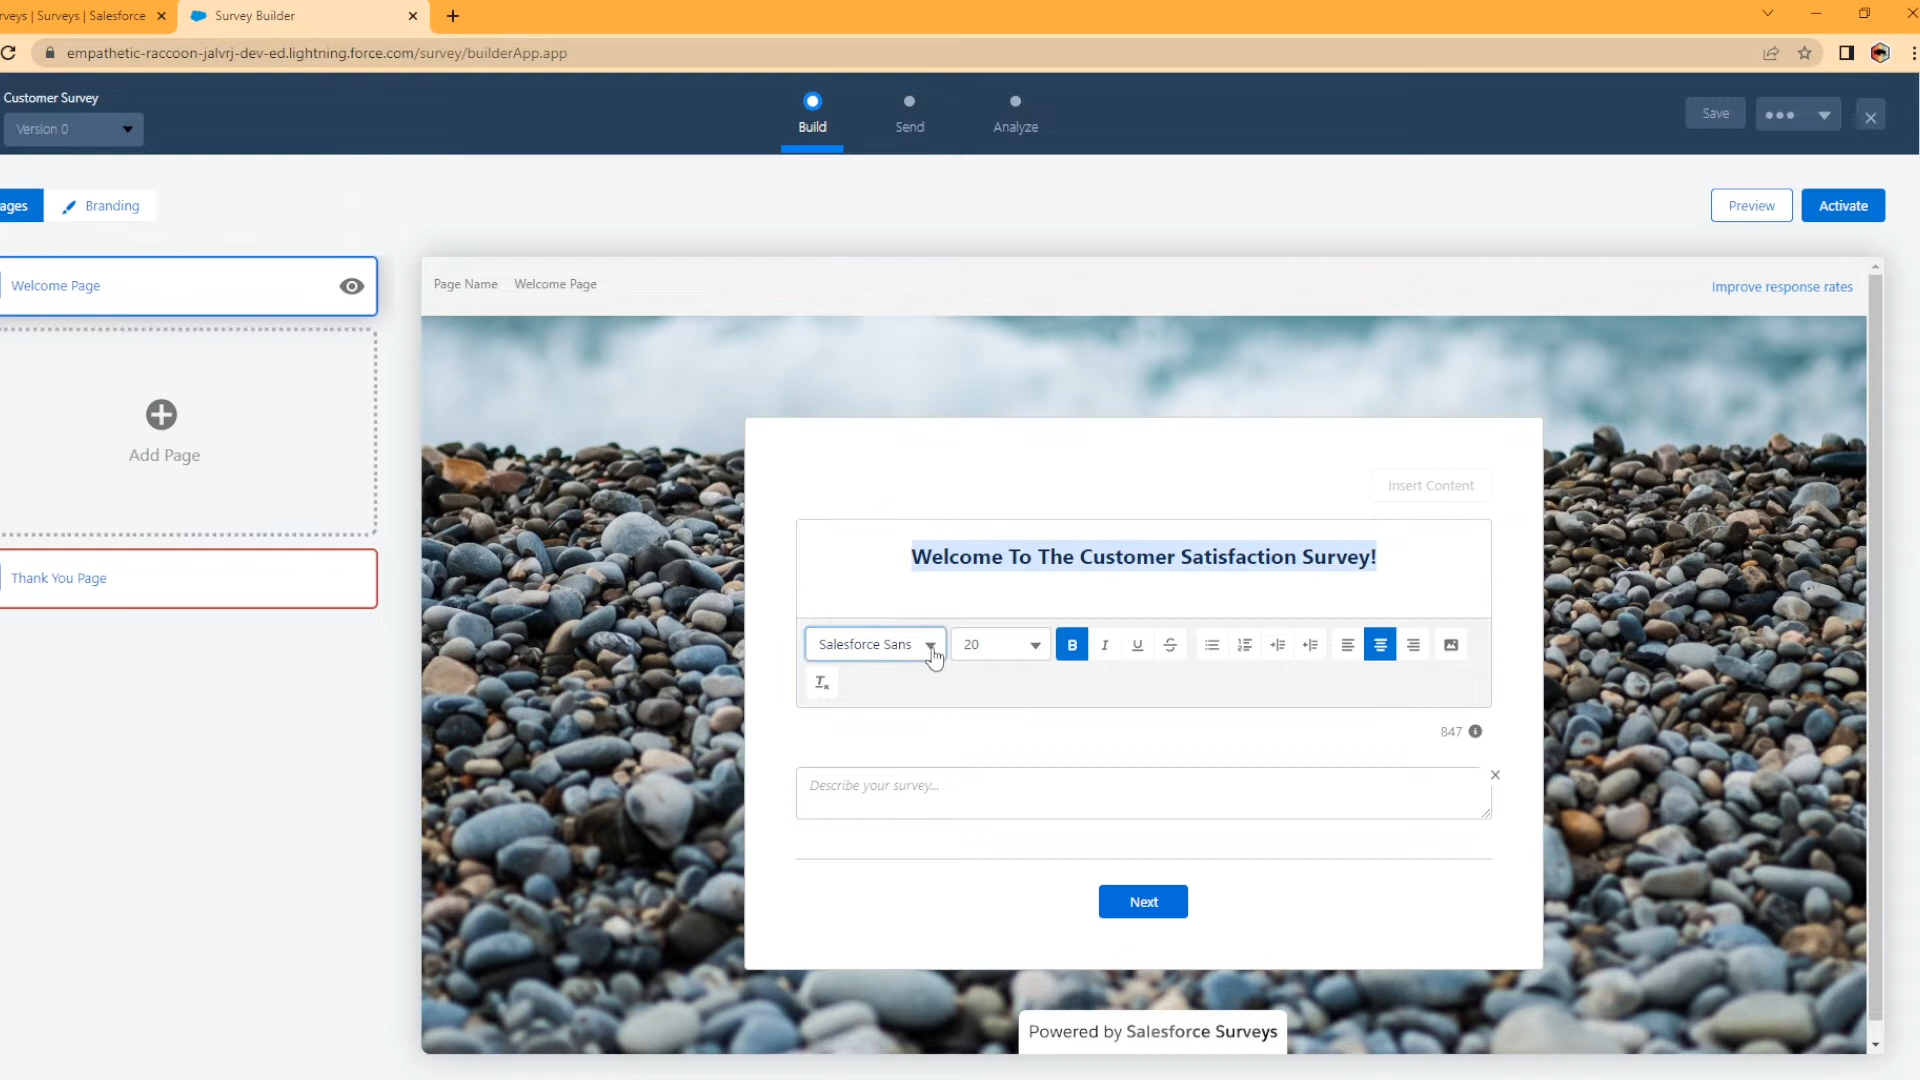 rveys | Surveys | Salesforce
Survey Builder
empathetic-raccoon-jalvrj-dev-ed.lightning.force.com/survey/builderApp.app
Customer Survey
Version 0
Build
Send
Analyze
Save
ages
Branding
Preview
Activate
Welcome Page
Page Name Welcome Page
Improve response rates
Add Page
Thank You Page
Insert Content
Welcome To The Customer Satisfaction Survey!
Salesforce Sans
20
B I U S
Tx
847
Describe your survey...
Next
Powered by Salesforce Surveys